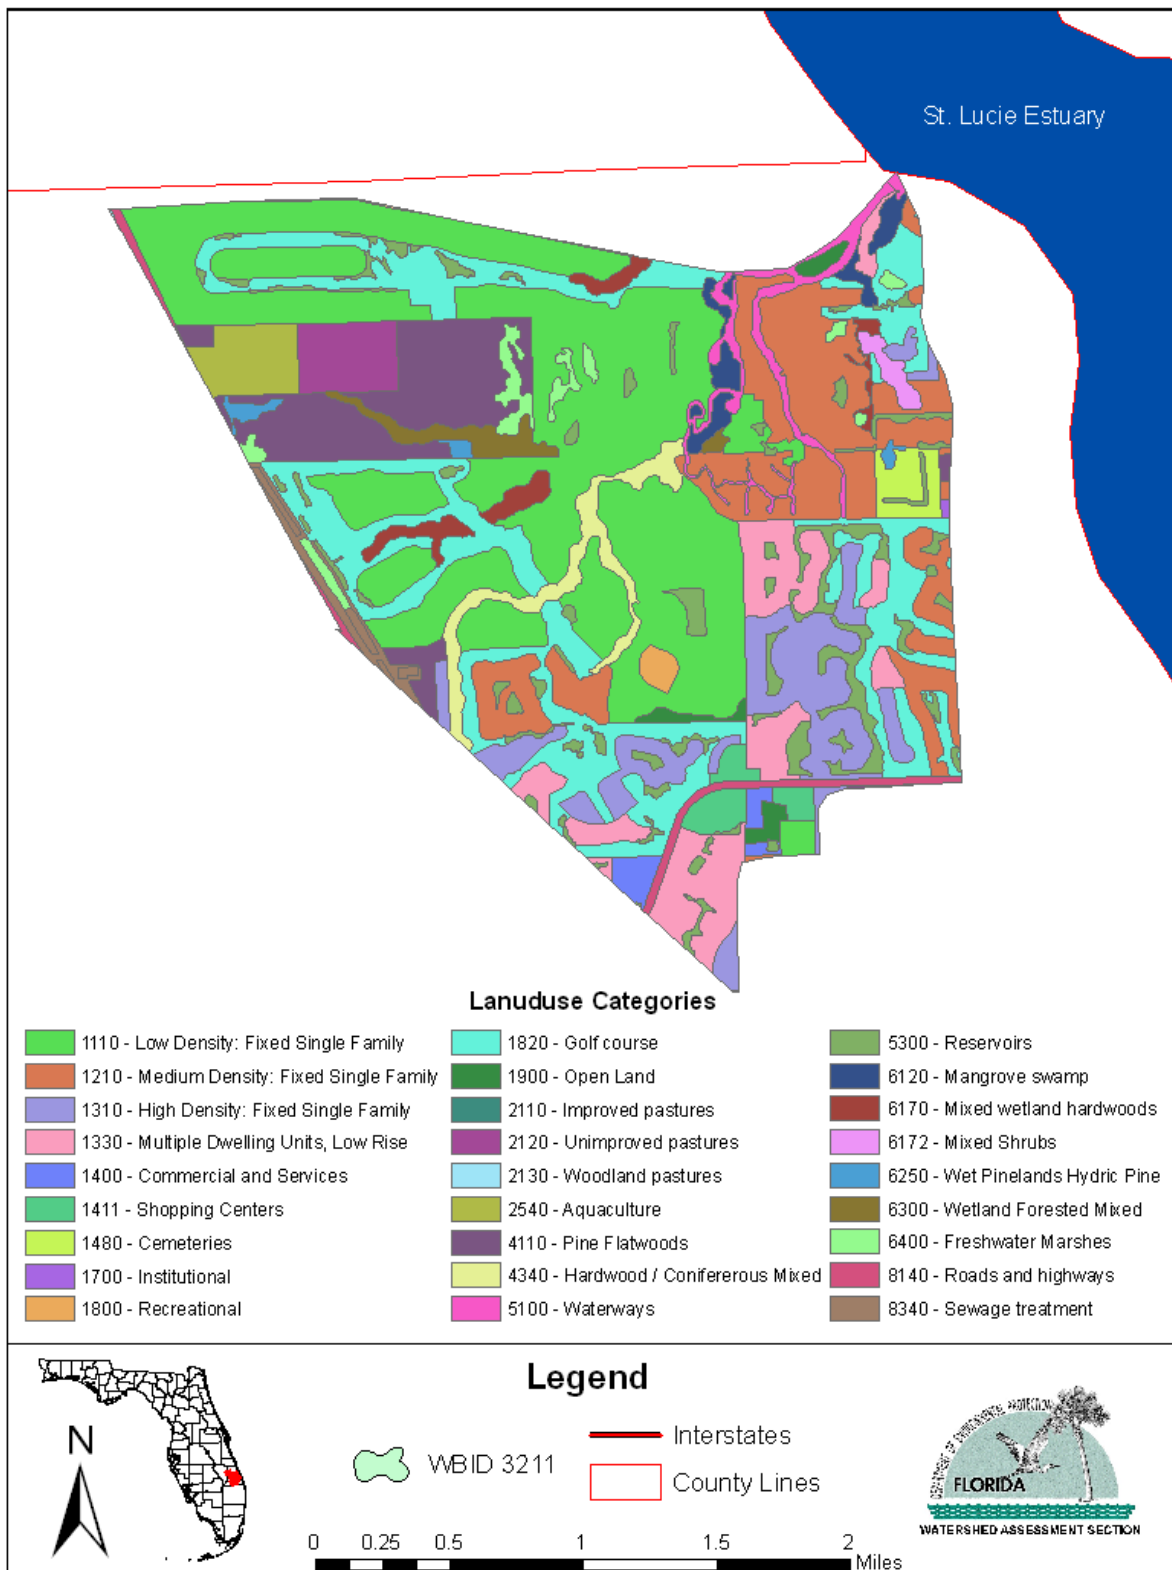 St. Lucie Estuary
Lanuduse Categories
1110 - Low Density: Fixed Single Family
1210 - Medium Density: Fixed Single Family
1310 - High Density: Fixed Single Family
1330 - Multiple Dwelling Units, Low Rise
1400 - Commercial and Services
1411 - Shopping Centers
1480 - Cemeteries
1700 - Institutional
1800 - Recreational
1820 - Golf course
1900 - Open Land
2110 - Improved pastures
2120 - Unimproved pastures
2130 - Woodland pastures
2540 - Aquaculture
4110 - Pine Flatwoods
4340 - Hardwood / Conifererous Mixed
5100 - Waterways
5300 - Reservoirs
6120 - Mangrove swamp
6170 - Mixed wetland hardwoods
6172 - Mixed Shrubs
6250 - Wet Pinelands Hydric Pine
6300 - Wetland Forested Mixed
6400 - Freshwater Marshes
8140 - Roads and highways
8340 - Sewage treatment
Legend
N
WBID 3211
Interstates
County Lines
0 0.25 0.5 1 1.5 2
Miles
DEPARTMENT OF ENVIRONMENTAL PROTECTION
FLORIDA
WATERSHED ASSESSMENT SECTION